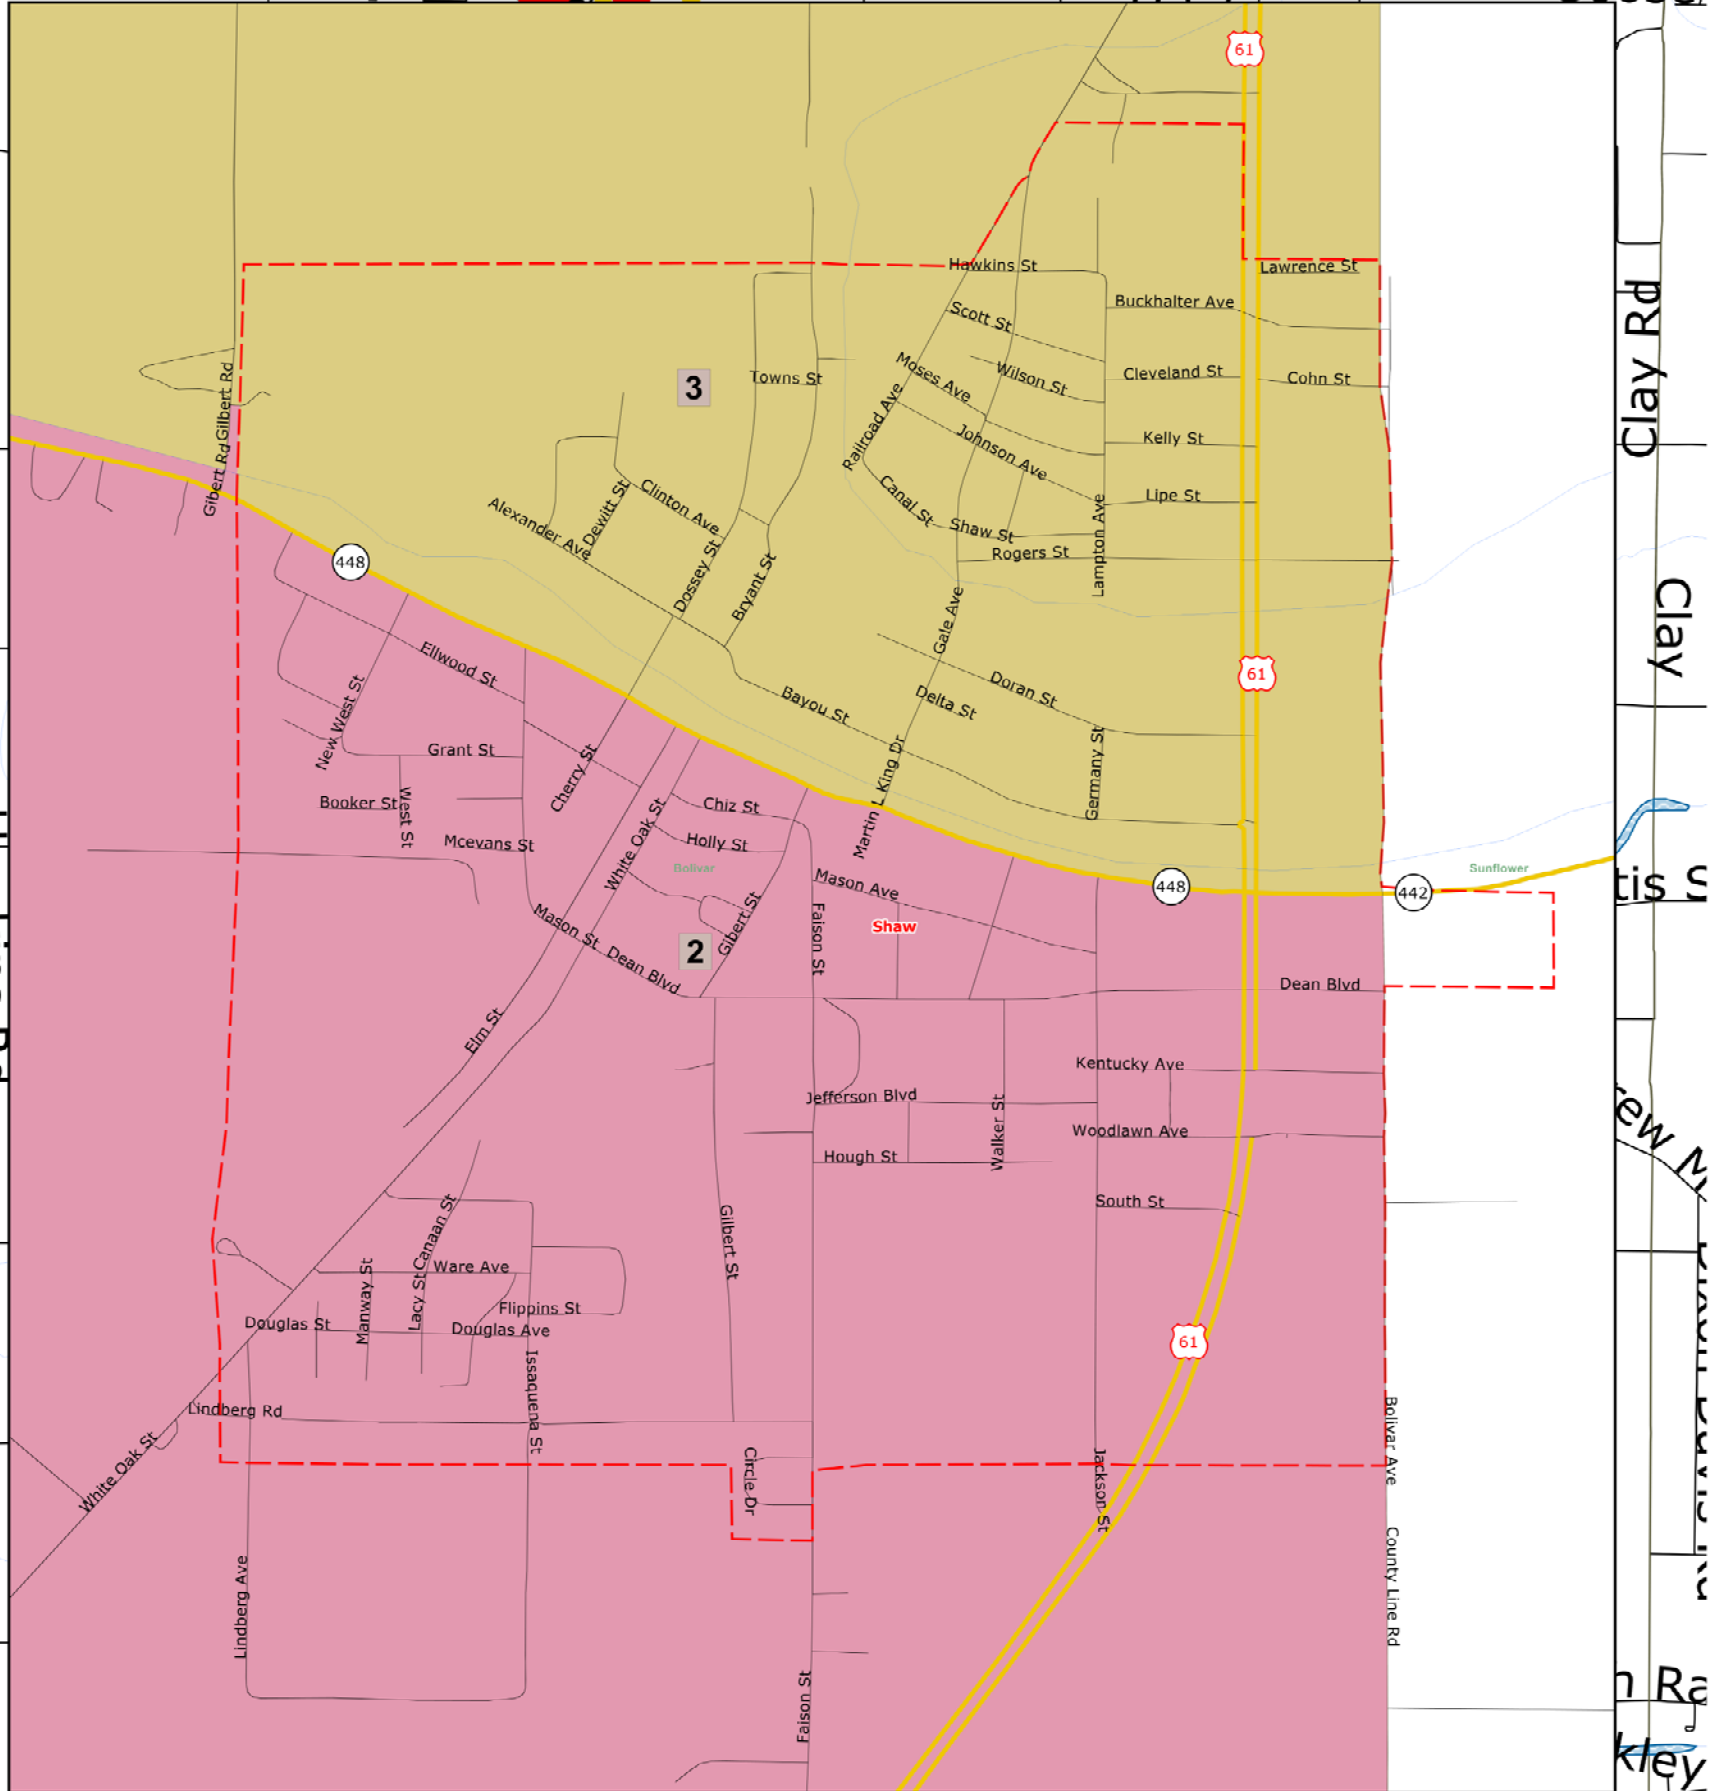 61
Hawkins St
Lawrence St
Buckhalter Ave
Scott St
Clay Rd
Moses Ave
Wilson St
Cleveland St
Cohn St
Towns St
3
Gilbert Rd
Railroad Ave
Johnson Ave
Kelly St
Gibert Rd
Canal St
Lipe St
Clinton Ave
Dewitt St
Alexander Ave
Shaw St
Rogers St
Lampton Ave
448
Dossey St
Bryant St
Gale Ave
Clay
Ellwood St
61
Doran St
Delta St
Bayou St
New West St
Grant St
Cherry St
Martin L King Dr
Germany St
Booker St
West St
Chiz St
Mcevans St
White Oak St
Holly St
Bolivar
Sunflower
Mason Ave
448
442
tis S
Mason St
Gibert St
Faison St
Shaw
2
Dean Blvd
Dean Blvd
Elm St
Kentucky Ave
Jefferson Blvd
Walker St
Woodlawn Ave
rew M
Hough St
South St
Canaan St
Gilbert St
Ware Ave
Manway St
Lacy St
Flippins St
Douglas St
Douglas Ave
61
Issaquena St
Lindberg Rd
Bolivar Ave
White Oak St
Circle Dr
Jackson St
Lindberg Ave
County Line Rd
Faison St
n Ra
kley